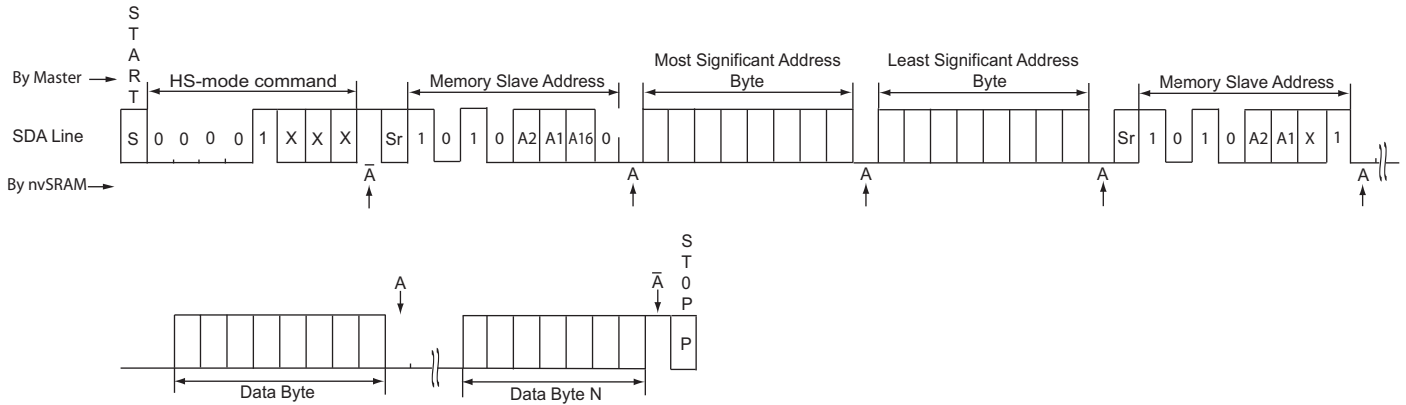 START
By Master
HS-mode command
Memory Slave Address
Most Significant Address
Byte
Least Significant Address
Byte
Memory Slave Address
SDA Line
S 0 0 0 0 1 X X X Sr 1 0 1 0 A2 A1 A16 0 Sr 1 0 1 0 A2 A1 X 1
By nvSRAM
A̅ A A A A
ST0P
A A̅
P
Data Byte
Data Byte N